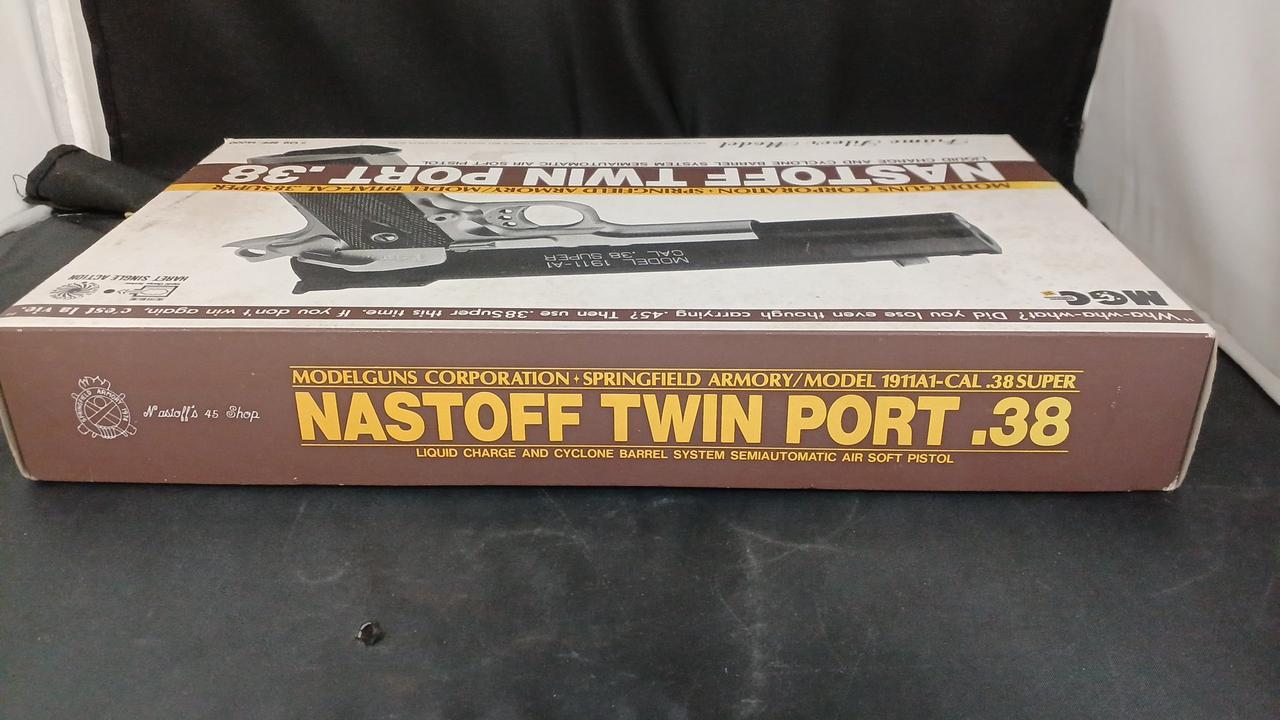 Frame Silver Model
LIQUID CHARGE AND CYCLONE BARREL SYSTEM SEMIAUTOMATIC AIR SOFT PISTOL
NASTOFF TWIN PORT .38
MODELGUNS CORPORATION · SPRINGFIELD ARMORY/MODEL 1911A1-CAL .38 SUPER
MODEL 1911-A1
CAL .38 SUPER
HARET SINGLE ACTION
MGC
"Wha-wha-what? Did you lose even though carrying .45? Then use .38Super this time. If you don't win again, c'est la vie.
SPRINGFIELD ARMORY
Nastoff's 45 Shop
MODELGUNS CORPORATION · SPRINGFIELD ARMORY/MODEL 1911A1-CAL .38 SUPER
NASTOFF TWIN PORT .38
LIQUID CHARGE AND CYCLONE BARREL SYSTEM SEMIAUTOMATIC AIR SOFT PISTOL